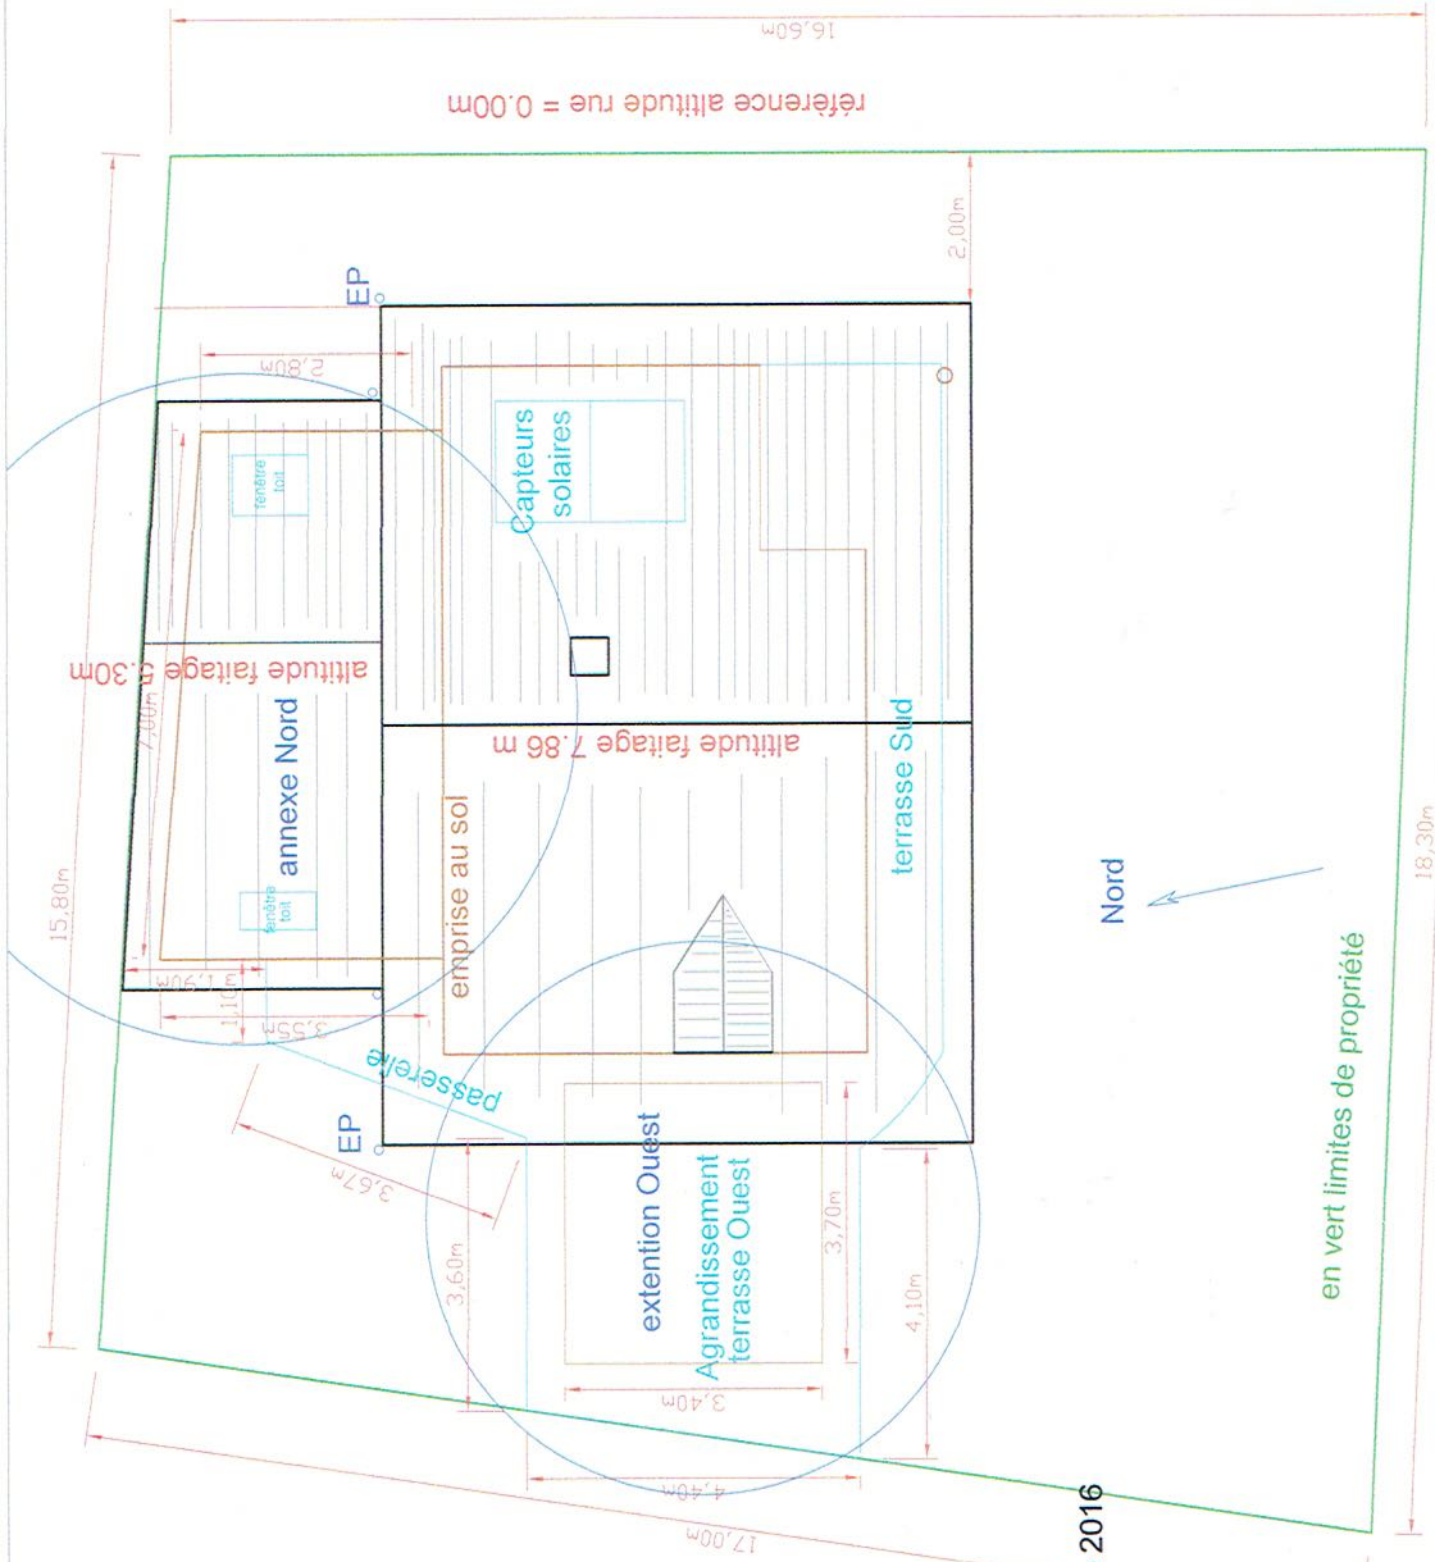 16,60m
référence altitude rue = 0.00m
15,80m
EP
2,80m
2,00m
fenêtre
toit
Capteurs
solaires
altitude faitage 5.30m
7,00m
annexe Nord
fenêtre
toit
altitude faitage 7.86 m
terrasse Sud
emprise au sol
1,90m
1,10m
3,55m
passerelle
EP
3,67m
3,60m
extention Ouest
Agrandissement
terrasse Ouest
3,70m
4,10m
3,40m
4,40m
17,00m
Nord
en vert limites de propriété
18,30m
2016